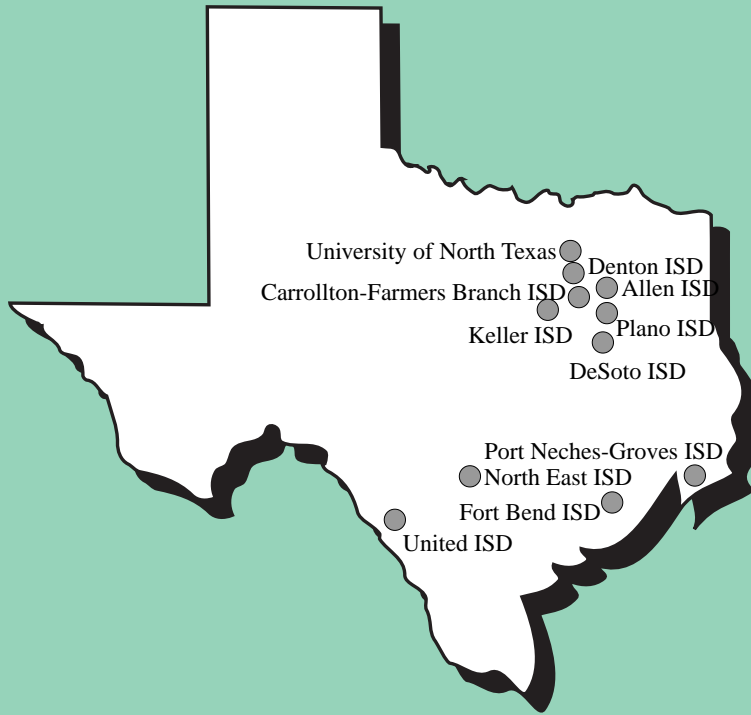 University of North Texas
Denton ISD
Allen ISD
Carrollton-Farmers Branch ISD
Plano ISD
Keller ISD
DeSoto ISD
Port Neches-Groves ISD
North East ISD
Fort Bend ISD
United ISD